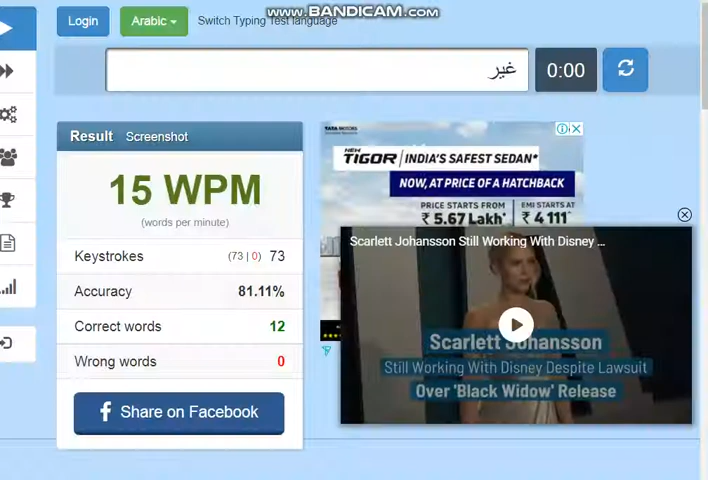 www.BANDICAM.com
Login
Arabic
Switch Typing Test language
غير
0:00
Result Screenshot
15 WPM
(words per minute)
Keystrokes (73 | 0) 73
Accuracy 81.11%
Correct words 12
Wrong words 0
Share on Facebook
TATA MOTORS
NEW
TIGOR INDIA'S SAFEST SEDAN*
NOW, AT PRICE OF A HATCHBACK
PRICE STARTS FROM
₹ 5.67 Lakh*
EMI STARTS AT
₹ 4 111*
Scarlett Johansson Still Working With Disney ...
Scarlett Johansson
Still Working With Disney Despite Lawsuit
Over 'Black Widow' Release